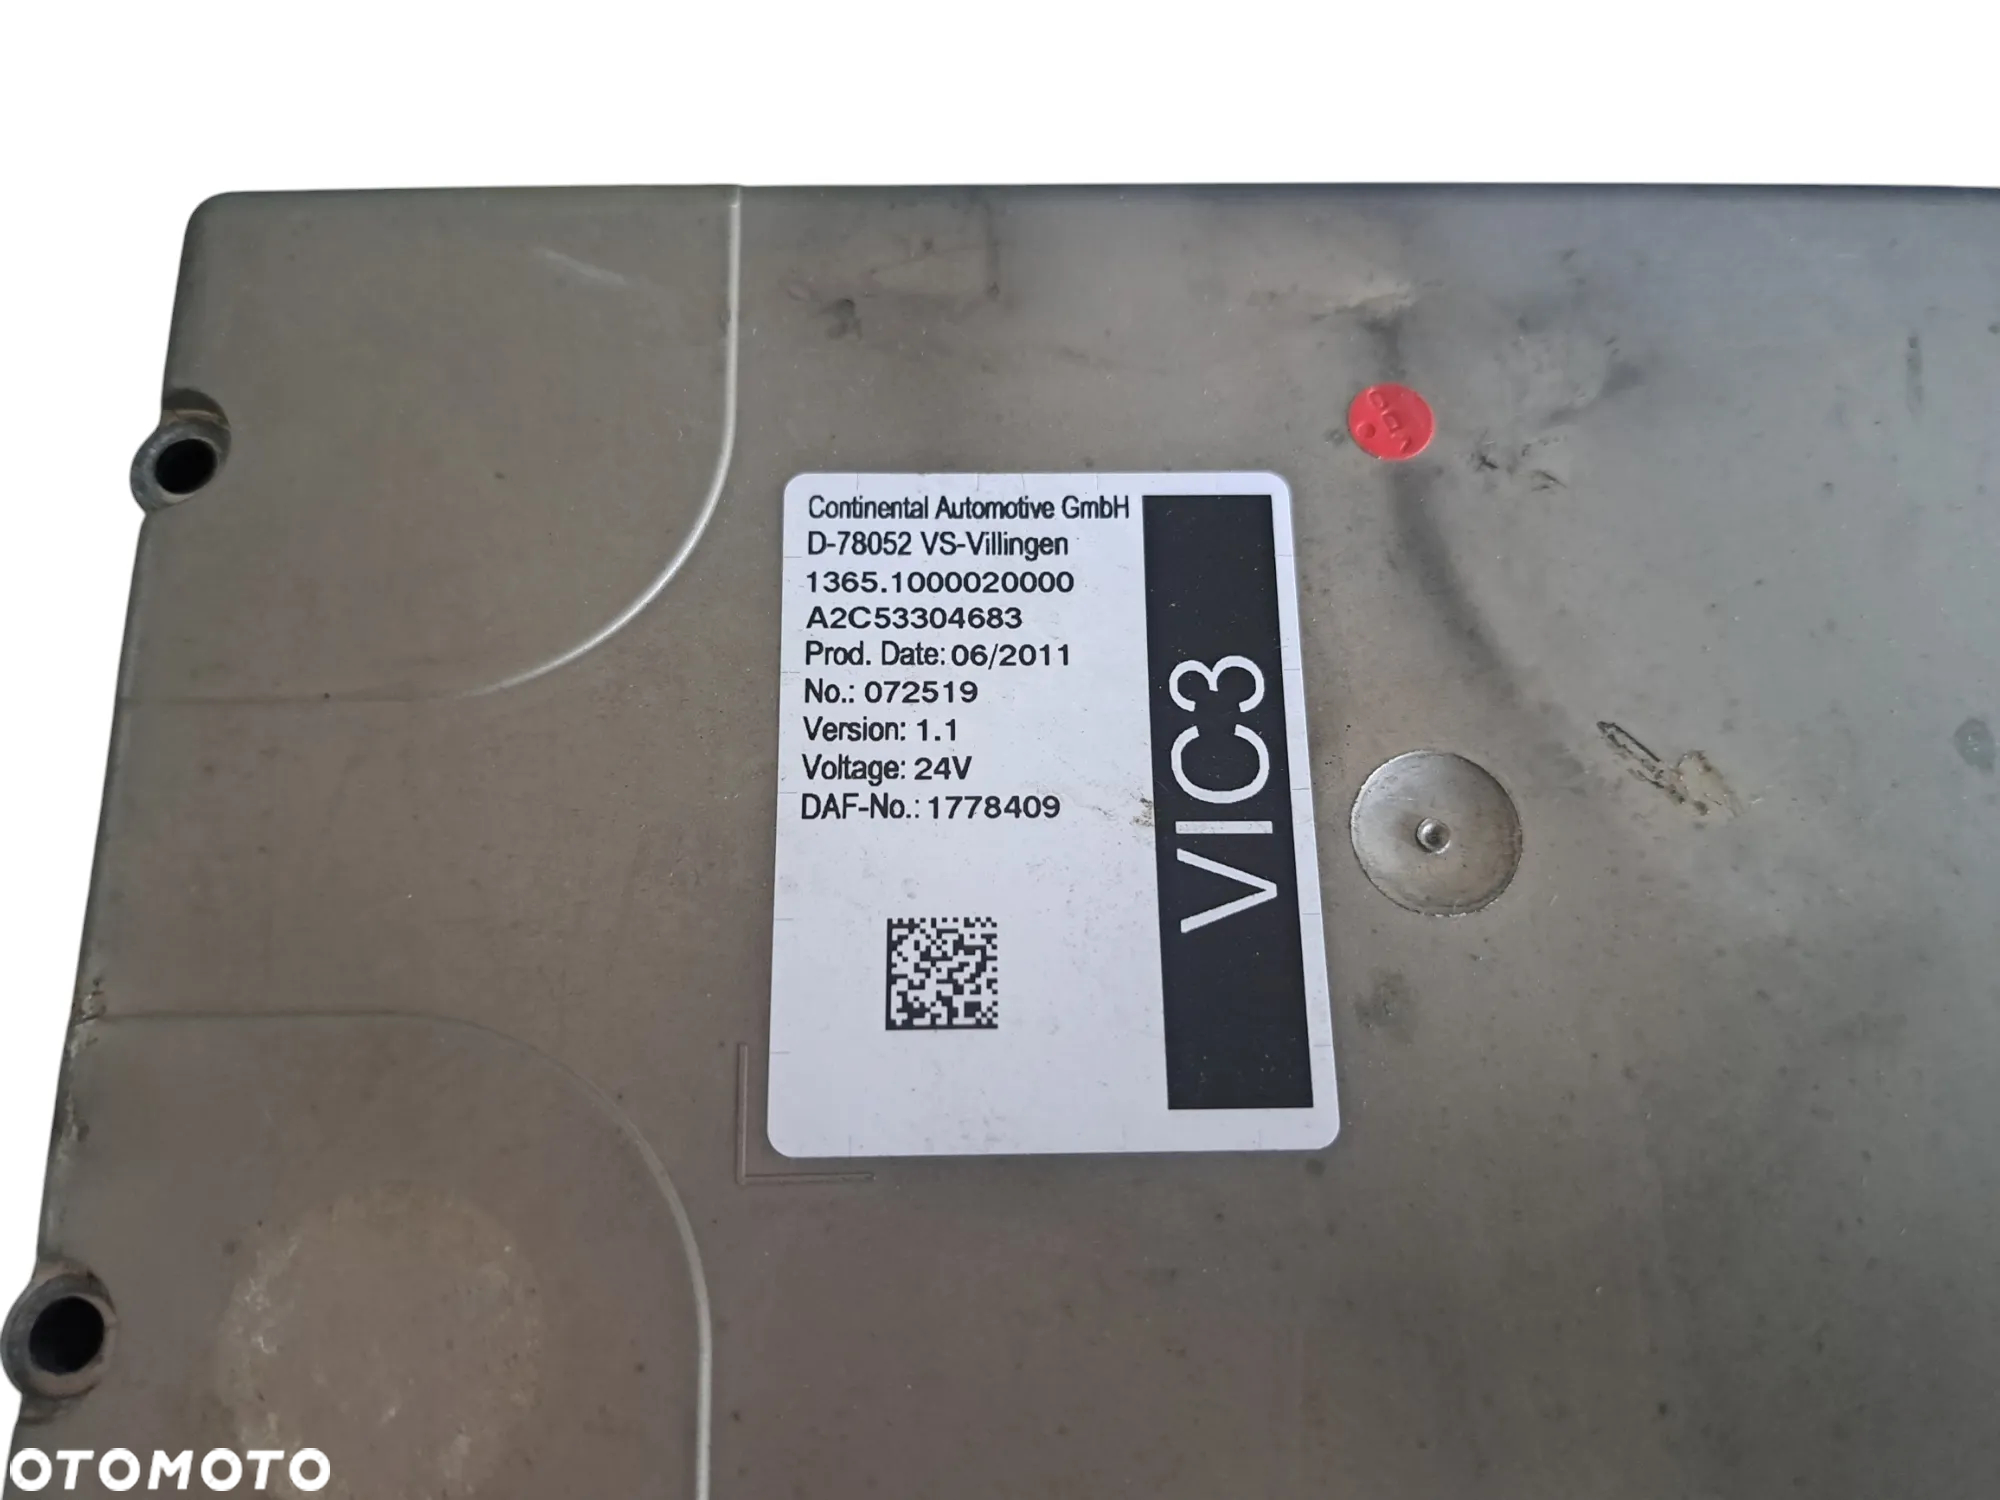 Continental Automotive GmbH
D-78052 VS-Villingen
1365.1000020000
A2C53304683
Prod. Date: 06/2011
No.: 072519
Version: 1.1
Voltage: 24V
DAF-No.: 1778409
VIC3
VDO
OTOMOTO